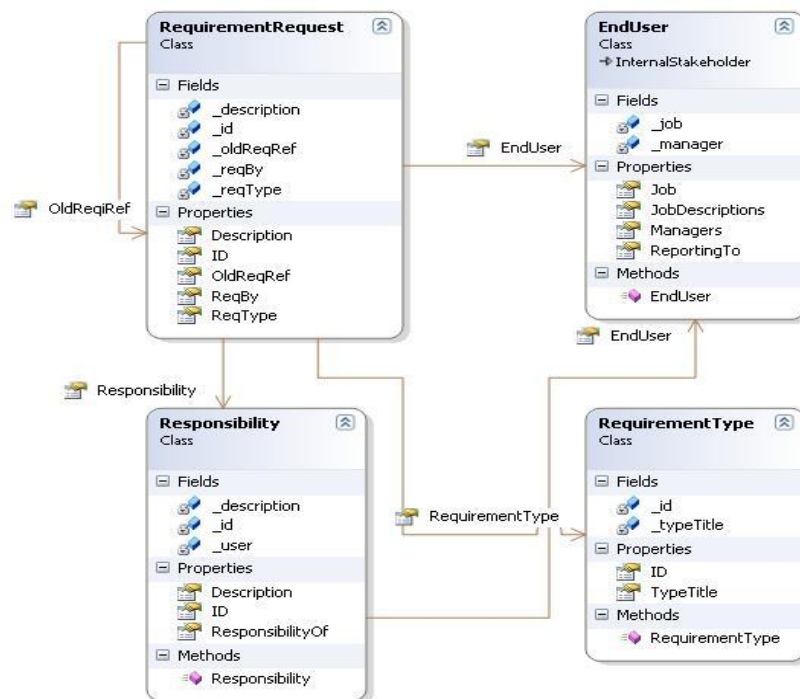 RequirementRequest
Class
Fields
_description
_id
_oldReqRef
_reqBy
_reqType
Properties
Description
ID
OldReqRef
ReqBy
ReqType
OldReqiRef
EndUser
EndUser
Class
InternalStakeholder
Fields
_job
_manager
Properties
Job
JobDescriptions
Managers
ReportingTo
Methods
EndUser
EndUser
Responsibility
Responsibility
Class
Fields
_description
_id
_user
Properties
Description
ID
ResponsibilityOf
Methods
Responsibility
RequirementType
RequirementType
Class
Fields
_id
_typeTitle
Properties
ID
TypeTitle
Methods
RequirementType